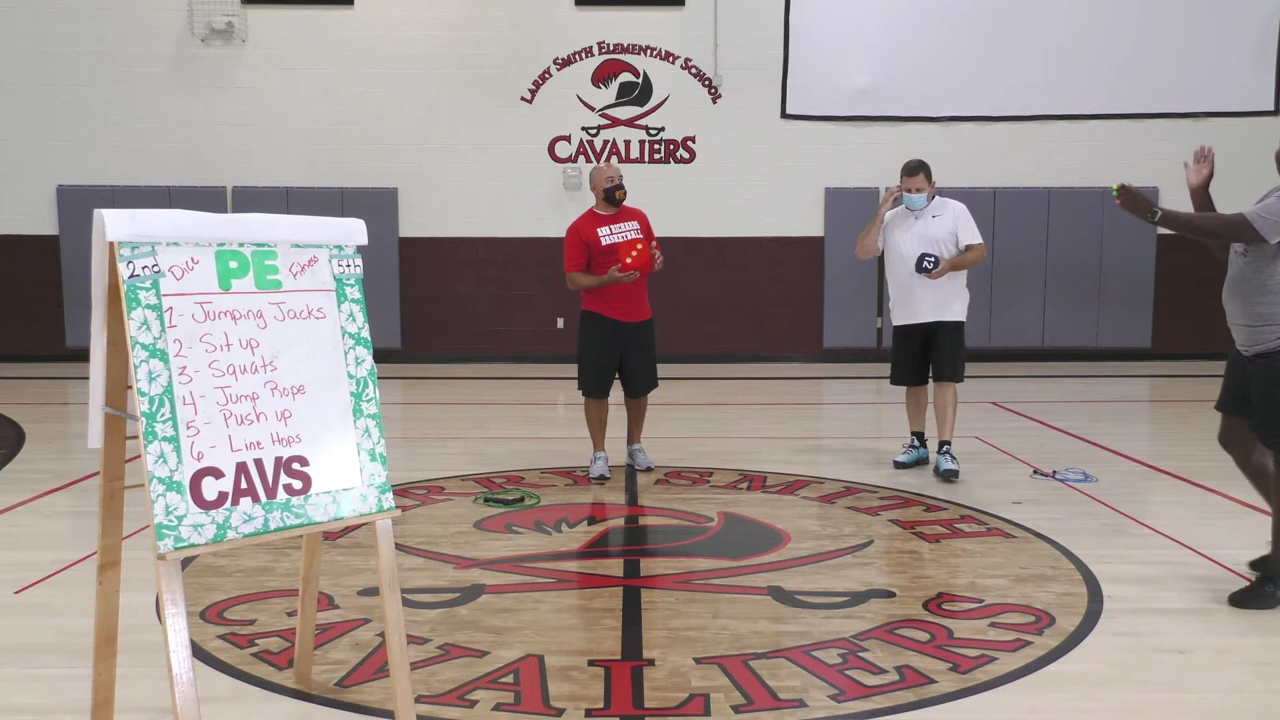 LARRY SMITH ELEMENTARY SCHOOL
CAVALIERS
ANN RICHARDS
BASKETBALL
12
2nd Dice PE Fitness 5th
1- Jumping Jacks
2- Sit up
3- Squats
4- Jump Rope
5- Push up
6- Line Hops
CAVS
LARRY SMITH
CAVALIERS